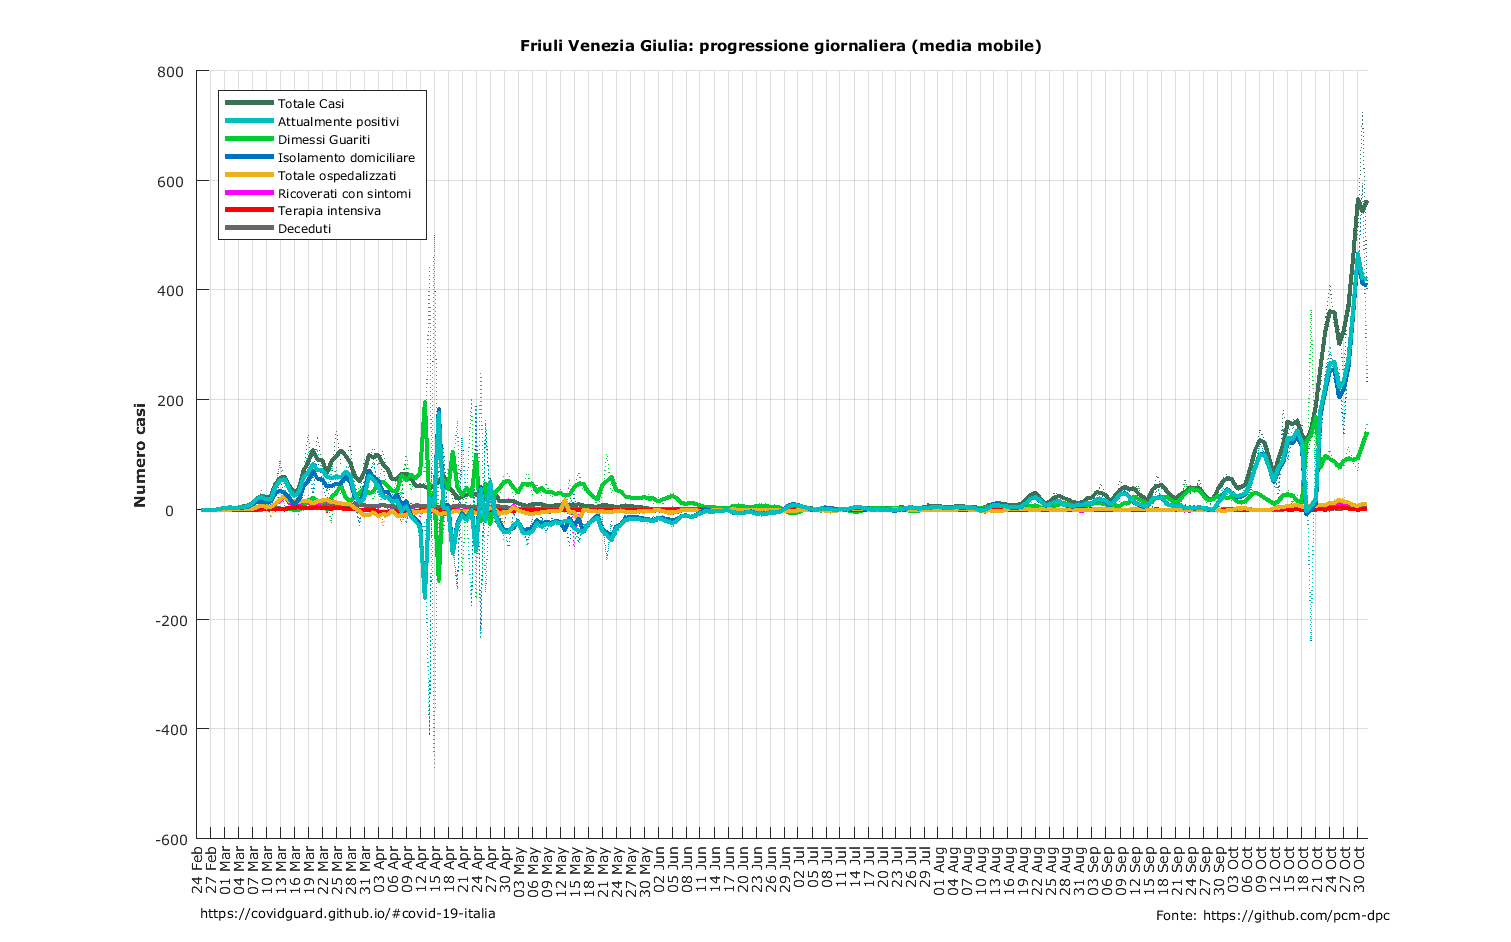 Friuli Venezia Giulia: progressione giornaliera (media mobile)
800
600
400
200
0
-200
-400
-600
Numero casi
Totale Casi
Attualmente positivi
Dimessi Guariti
Isolamento domiciliare
Totale ospedalizzati
Ricoverati con sintomi
Terapia intensiva
Deceduti
24 Feb
27 Feb
01 Mar
04 Mar
07 Mar
10 Mar
13 Mar
16 Mar
19 Mar
22 Mar
25 Mar
28 Mar
31 Mar
03 Apr
06 Apr
09 Apr
12 Apr
15 Apr
18 Apr
21 Apr
24 Apr
27 Apr
30 Apr
03 May
06 May
09 May
12 May
15 May
18 May
21 May
24 May
27 May
30 May
02 Jun
05 Jun
08 Jun
11 Jun
14 Jun
17 Jun
20 Jun
23 Jun
26 Jun
29 Jun
02 Jul
05 Jul
08 Jul
11 Jul
14 Jul
17 Jul
20 Jul
23 Jul
26 Jul
29 Jul
01 Aug
04 Aug
07 Aug
10 Aug
13 Aug
16 Aug
19 Aug
22 Aug
25 Aug
28 Aug
31 Aug
03 Sep
06 Sep
09 Sep
12 Sep
15 Sep
18 Sep
21 Sep
24 Sep
27 Sep
30 Sep
03 Oct
06 Oct
09 Oct
12 Oct
15 Oct
18 Oct
21 Oct
24 Oct
27 Oct
30 Oct
https://covidguard.github.io/#covid-19-italia
Fonte: https://github.com/pcm-dpc